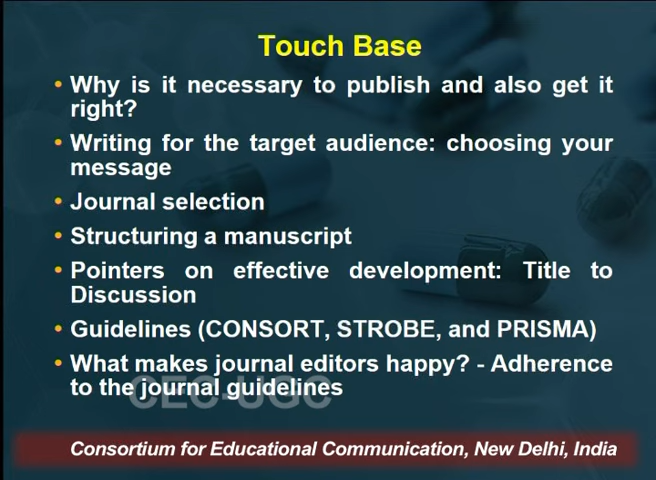 Touch Base
• Why is it necessary to publish and also get it
right?
• Writing for the target audience: choosing your
message
• Journal selection
• Structuring a manuscript
• Pointers on effective development: Title to
Discussion
• Guidelines (CONSORT, STROBE, and PRISMA)
• What makes journal editors happy? - Adherence
to the journal guidelines
CEC-UGC
Consortium for Educational Communication, New Delhi, India